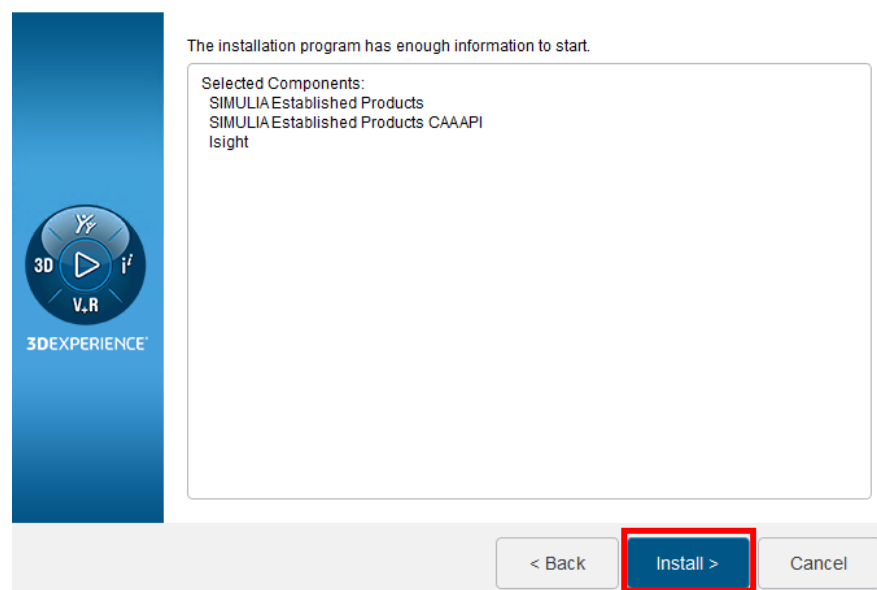 The installation program has enough information to start.
Selected Components:
SIMULIA Established Products
SIMULIA Established Products CAAAPI
Isight
3D
i
V+R
3DEXPERIENCE
< Back
Install >
Cancel